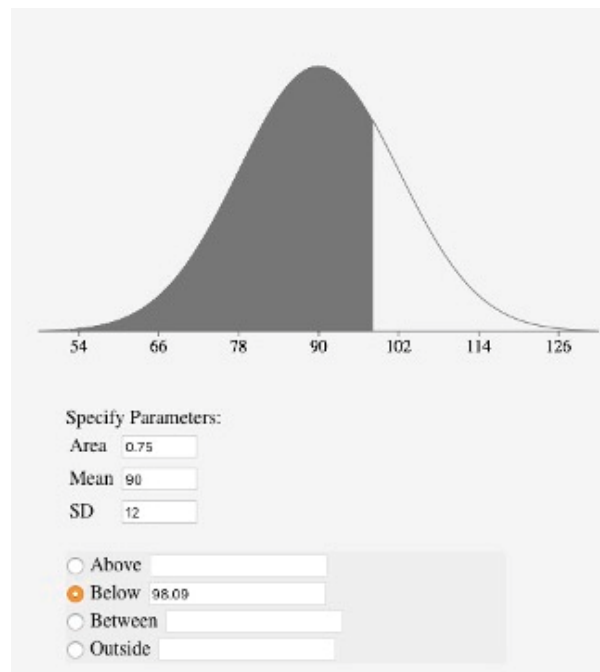 54 66 78 90 102 114 126
Specify Parameters:
Area 0.75
Mean 90
SD 12
Above
Below 98.09
Between
Outside